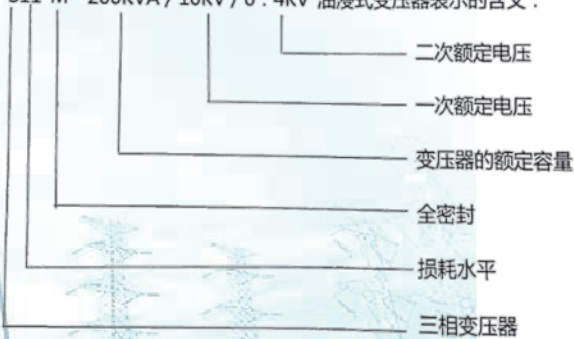 S11-M-200KVA / 10KV / 0.4KV 油浸式变压器表示的含义:
二次额定电压
一次额定电压
变压器的额定容量
全密封
损耗水平
三相变压器